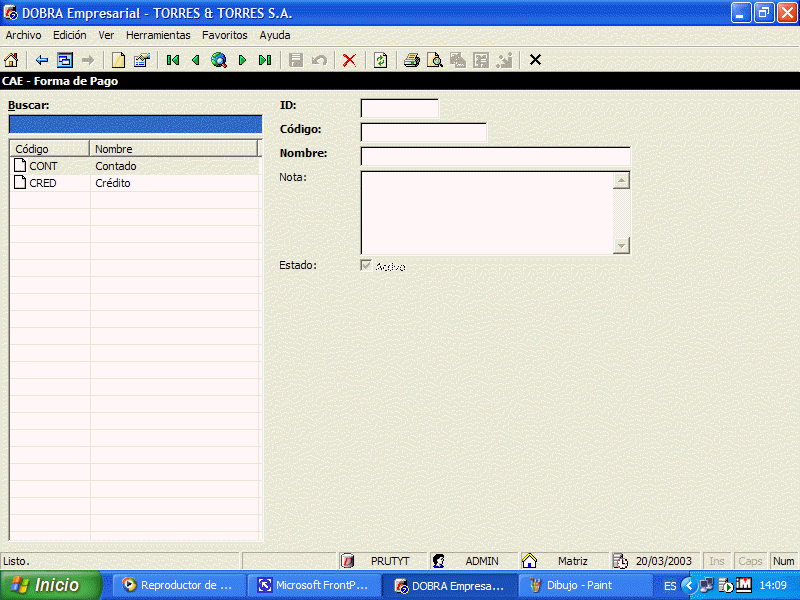 DOBRA Empresarial - TORRES & TORRES S.A.
Archivo Edición Ver Herramientas Favoritos Ayuda
CAE - Forma de Pago
Buscar:
Código Nombre
CONT Contado
CRED Crédito
ID:
Código:
Nombre:
Nota:
Estado: Activo
Listo. PRUTYT ADMIN Matriz 20/03/2003 Ins Caps Num
Inicio Reproductor de ... Microsoft FrontP... DOBRA Empresa... Dibujo - Paint ES 14:09